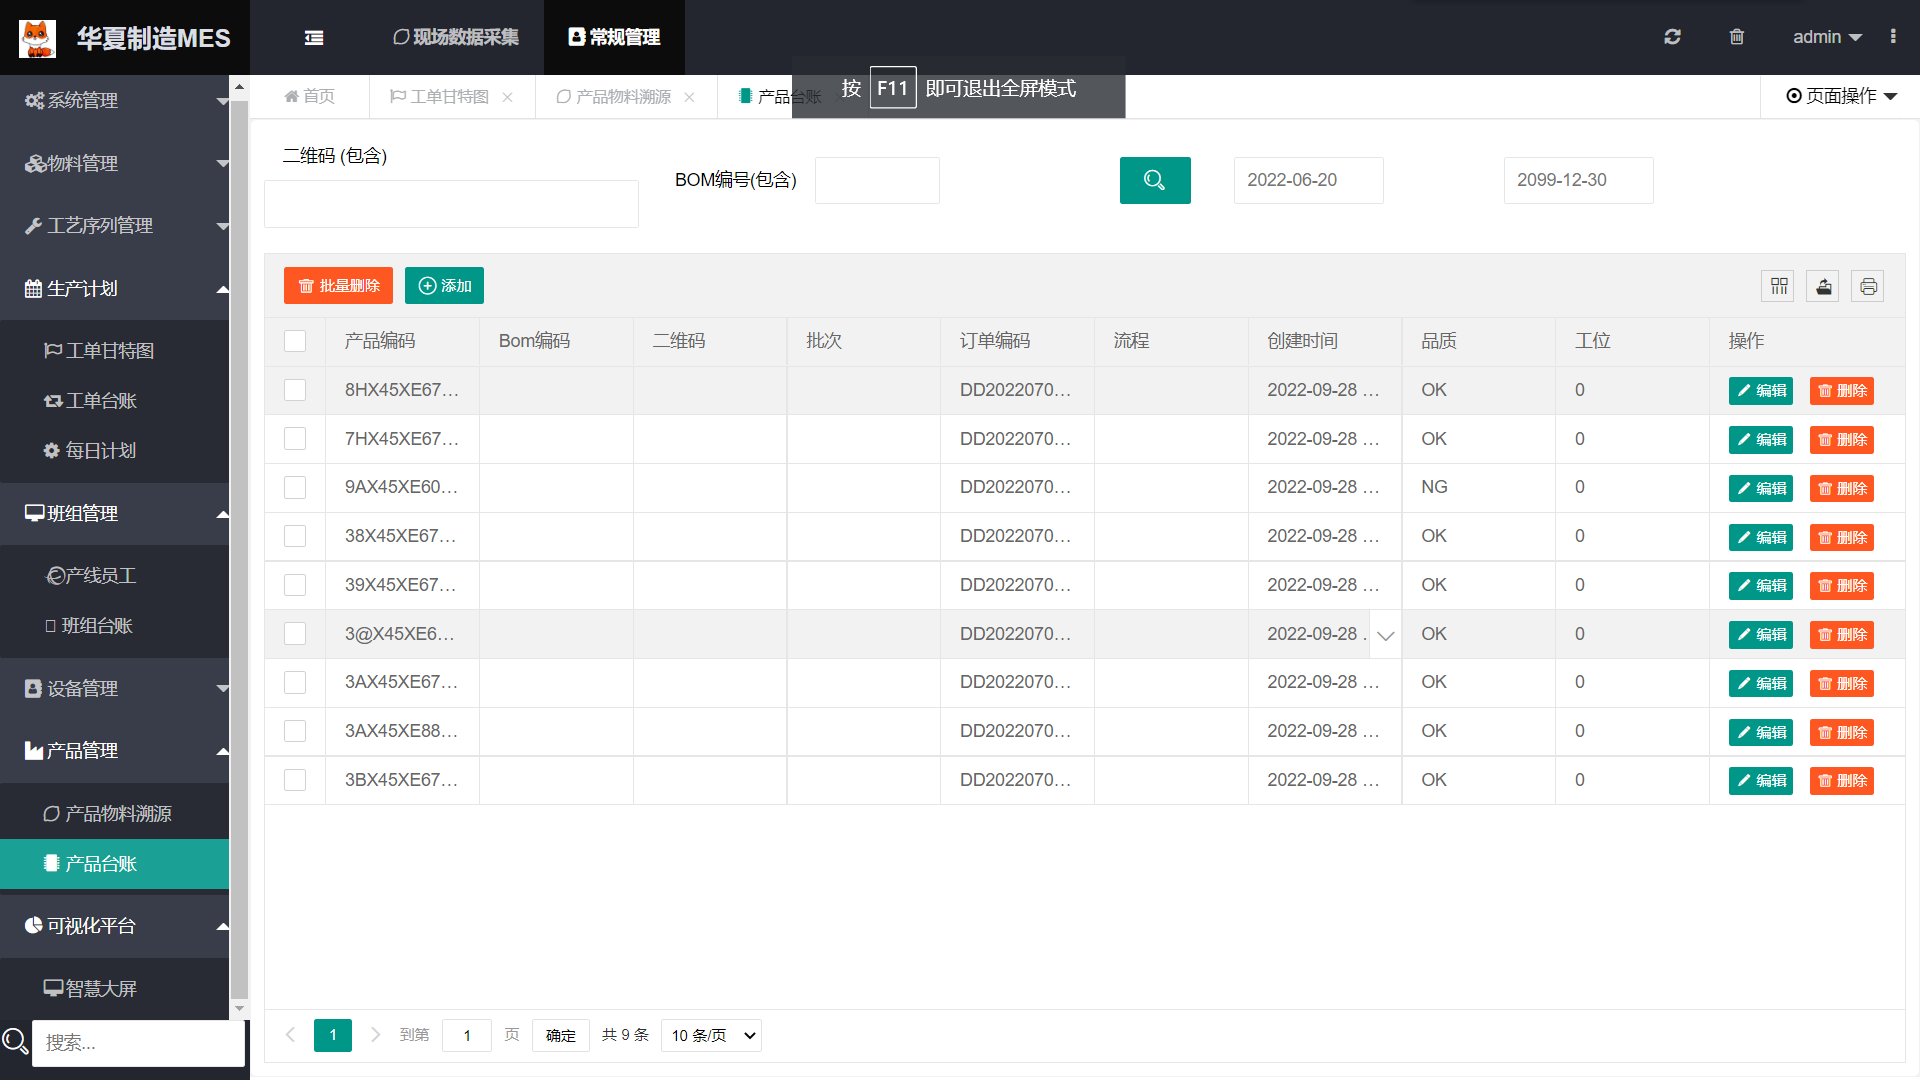 华夏制造MES
现场数据采集
常规管理
admin
首页
工单甘特图
产品物料溯源
产品台账
按 F11 即可退出全屏模式
页面操作
系统管理
物料管理
工艺序列管理
生产计划
工单甘特图
工单台账
每日计划
班组管理
产线员工
班组台账
设备管理
产品管理
产品物料溯源
产品台账
可视化平台
智慧大屏
搜索...
二维码 (包含)
BOM编号(包含)
2022-06-20
2099-12-30
批量删除 添加
产品编码 Bom编码 二维码 批次 订单编码 流程 创建时间 品质 工位 操作
8HX45XE67... DD2022070... 2022-09-28 ... OK 0 编辑 删除
7HX45XE67... DD2022070... 2022-09-28 ... OK 0 编辑 删除
9AX45XE60... DD2022070... 2022-09-28 ... NG 0 编辑 删除
38X45XE67... DD2022070... 2022-09-28 ... OK 0 编辑 删除
39X45XE67... DD2022070... 2022-09-28 ... OK 0 编辑 删除
3@X45XE6... DD2022070... 2022-09-28 . OK 0 编辑 删除
3AX45XE67... DD2022070... 2022-09-28 ... OK 0 编辑 删除
3AX45XE88... DD2022070... 2022-09-28 ... OK 0 编辑 删除
3BX45XE67... DD2022070... 2022-09-28 ... OK 0 编辑 删除
1 到第 1 页 确定 共 9 条 10 条/页